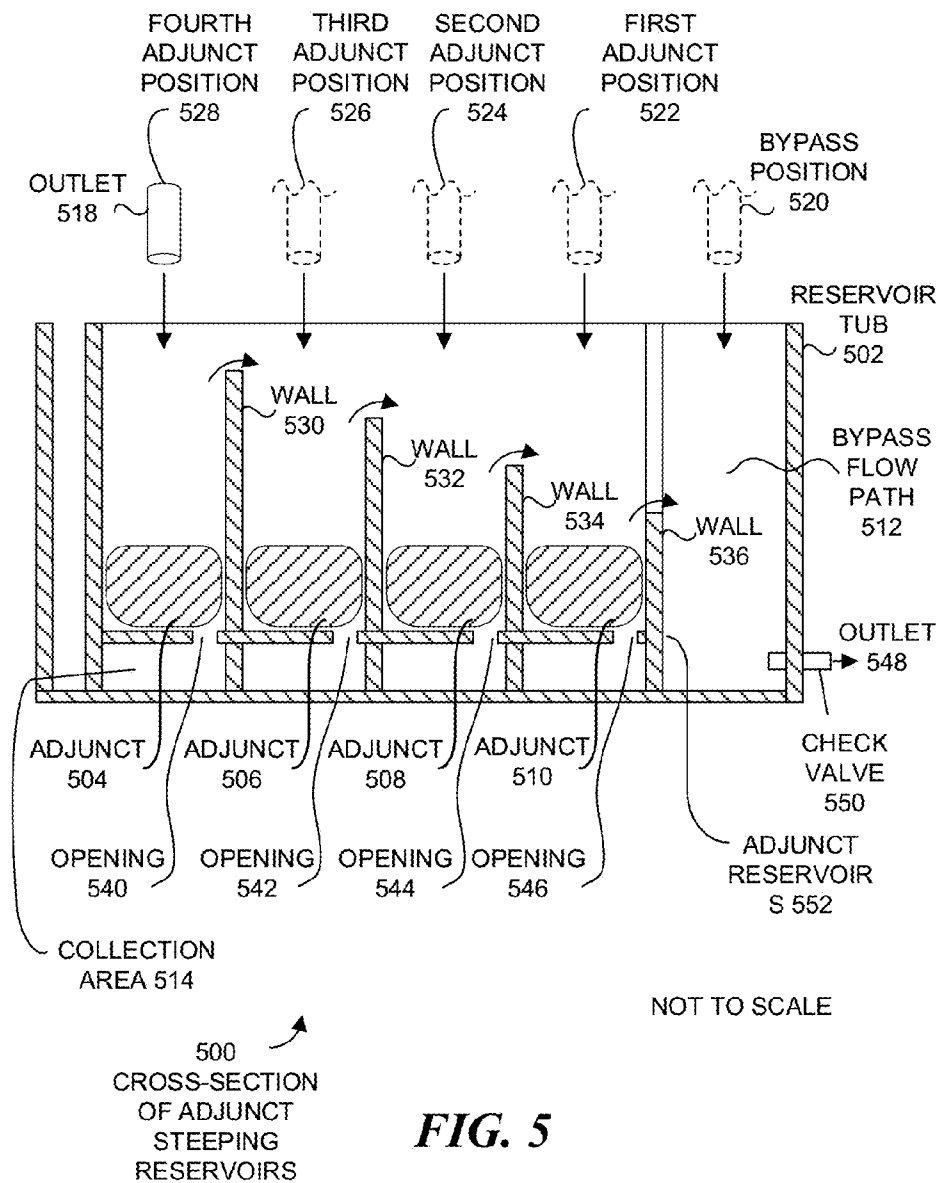 FOURTH
ADJUNCT
POSITION
528
THIRD
ADJUNCT
POSITION
526
SECOND
ADJUNCT
POSITION
524
FIRST
ADJUNCT
POSITION
522
BYPASS
POSITION
520
OUTLET
518
RESERVOIR
TUB
502
WALL
530
WALL
532
WALL
534
WALL
536
BYPASS
FLOW
PATH
512
OUTLET
548
CHECK
VALVE
550
ADJUNCT
504
ADJUNCT
506
ADJUNCT
508
ADJUNCT
510
OPENING
540
OPENING
542
OPENING
544
OPENING
546
ADJUNCT
RESERVOIR
S 552
COLLECTION
AREA 514
NOT TO SCALE
500
CROSS-SECTION
OF ADJUNCT
STEEPING
RESERVOIRS
FIG. 5